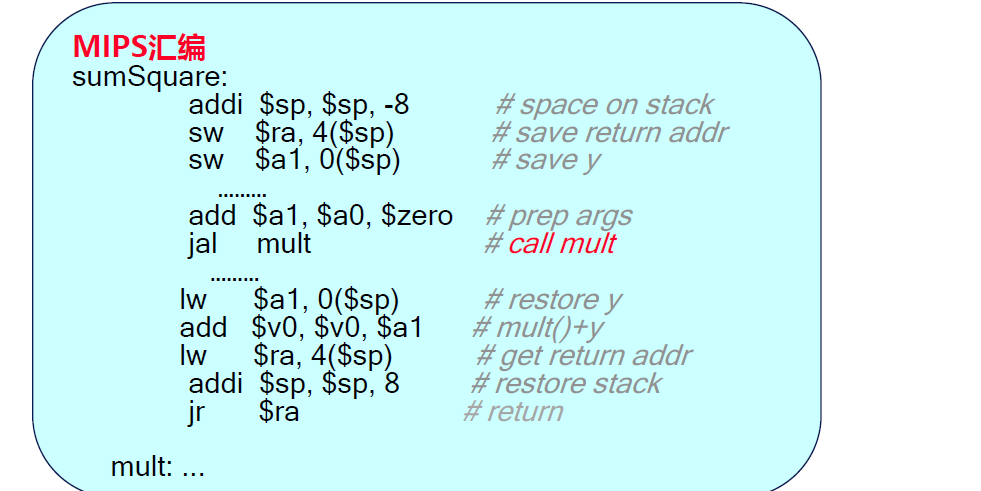 MIPS汇编
sumSquare:
addi $sp, $sp, -8 # space on stack
sw $ra, 4($sp) # save return addr
sw $a1, 0($sp) # save y
………
add $a1, $a0, $zero # prep args
jal mult # call mult
………
lw $a1, 0($sp) # restore y
add $v0, $v0, $a1 # mult()+y
lw $ra, 4($sp) # get return addr
addi $sp, $sp, 8 # restore stack
jr $ra # return
mult: ...